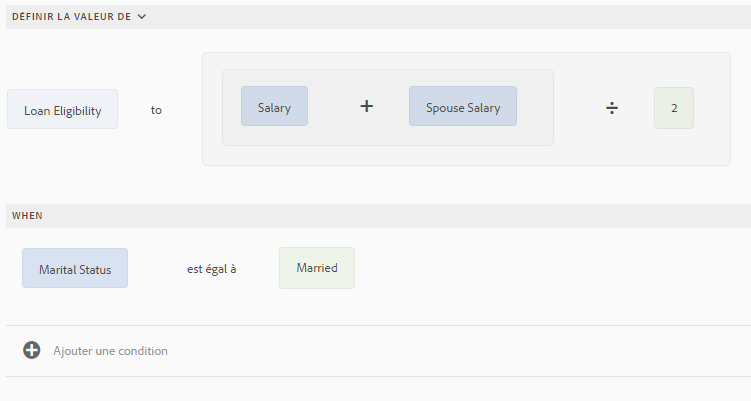 DÉFINIR LA VALEUR DE
Loan Eligibility to Salary + Spouse Salary ÷ 2
WHEN
Marital Status est égal à Married
Ajouter une condition